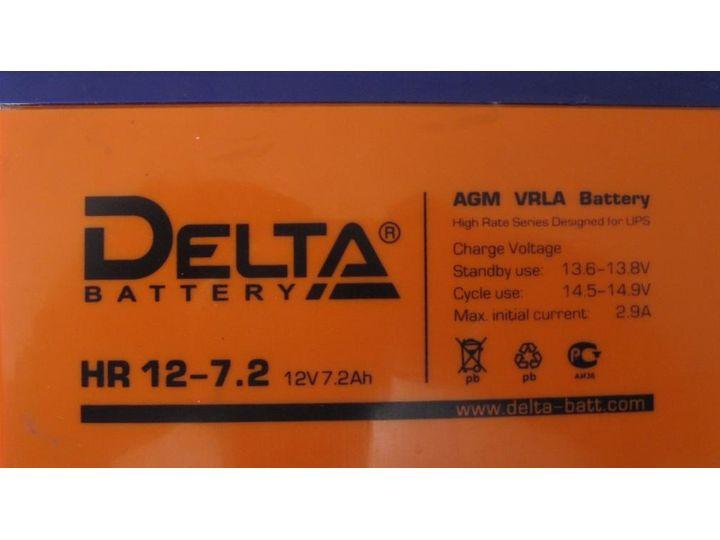 DELTA®
BATTERY
HR 12-7.2 12V 7.2Ah
AGM VRLA Battery
High Rate Series Designed for UPS
Charge Voltage
Standby use: 13.6-13.8V
Cycle use: 14.5-14.9V
Max. initial current: 2.9A
pb
pb
АИ36
www.delta-batt.com